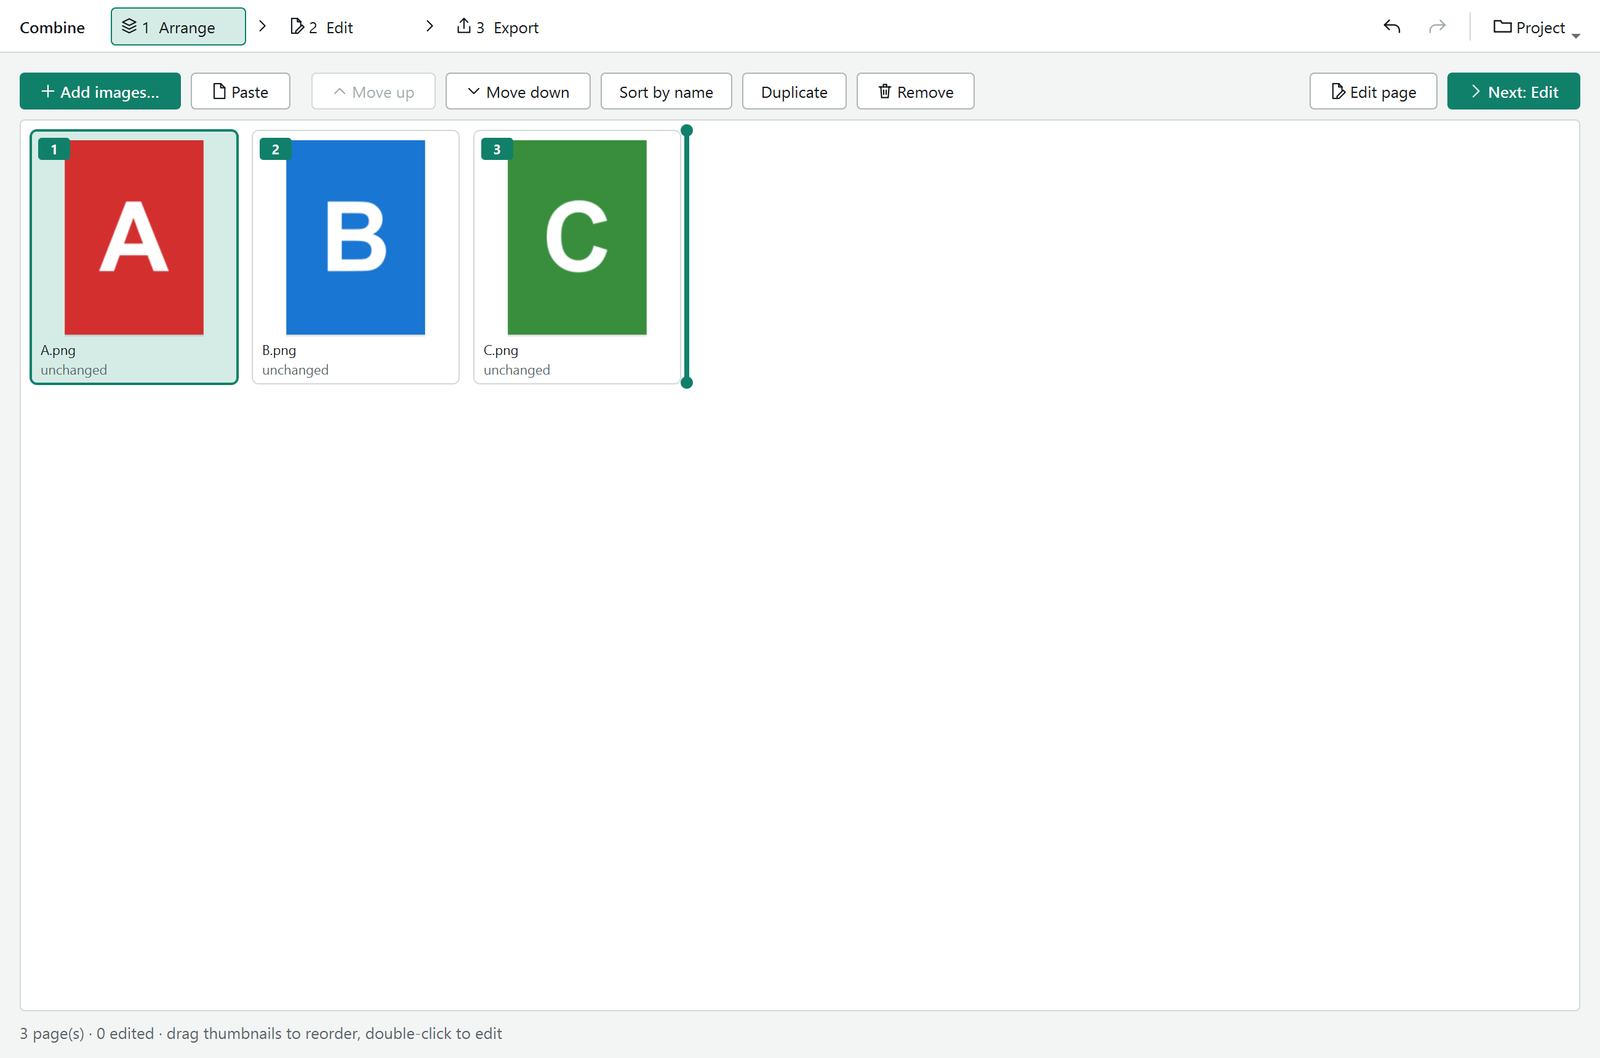 Combine 1 Arrange 2 Edit 3 Export Project
Add images... Paste Move up Move down Sort by name Duplicate Remove Edit page Next: Edit
1 2 3
A B C
A.png B.png C.png
unchanged unchanged unchanged
3 page(s) · 0 edited · drag thumbnails to reorder, double-click to edit